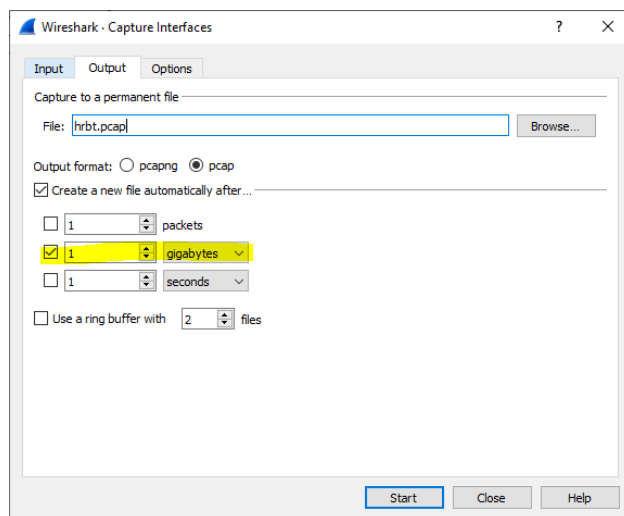 Wireshark · Capture Interfaces ? X
Input Output Options
Capture to a permanent file
File: hrbt.pcap Browse...
Output format: pcapng pcap
Create a new file automatically after...
1 packets
1 gigabytes
1 seconds
Use a ring buffer with 2 files
Start Close Help